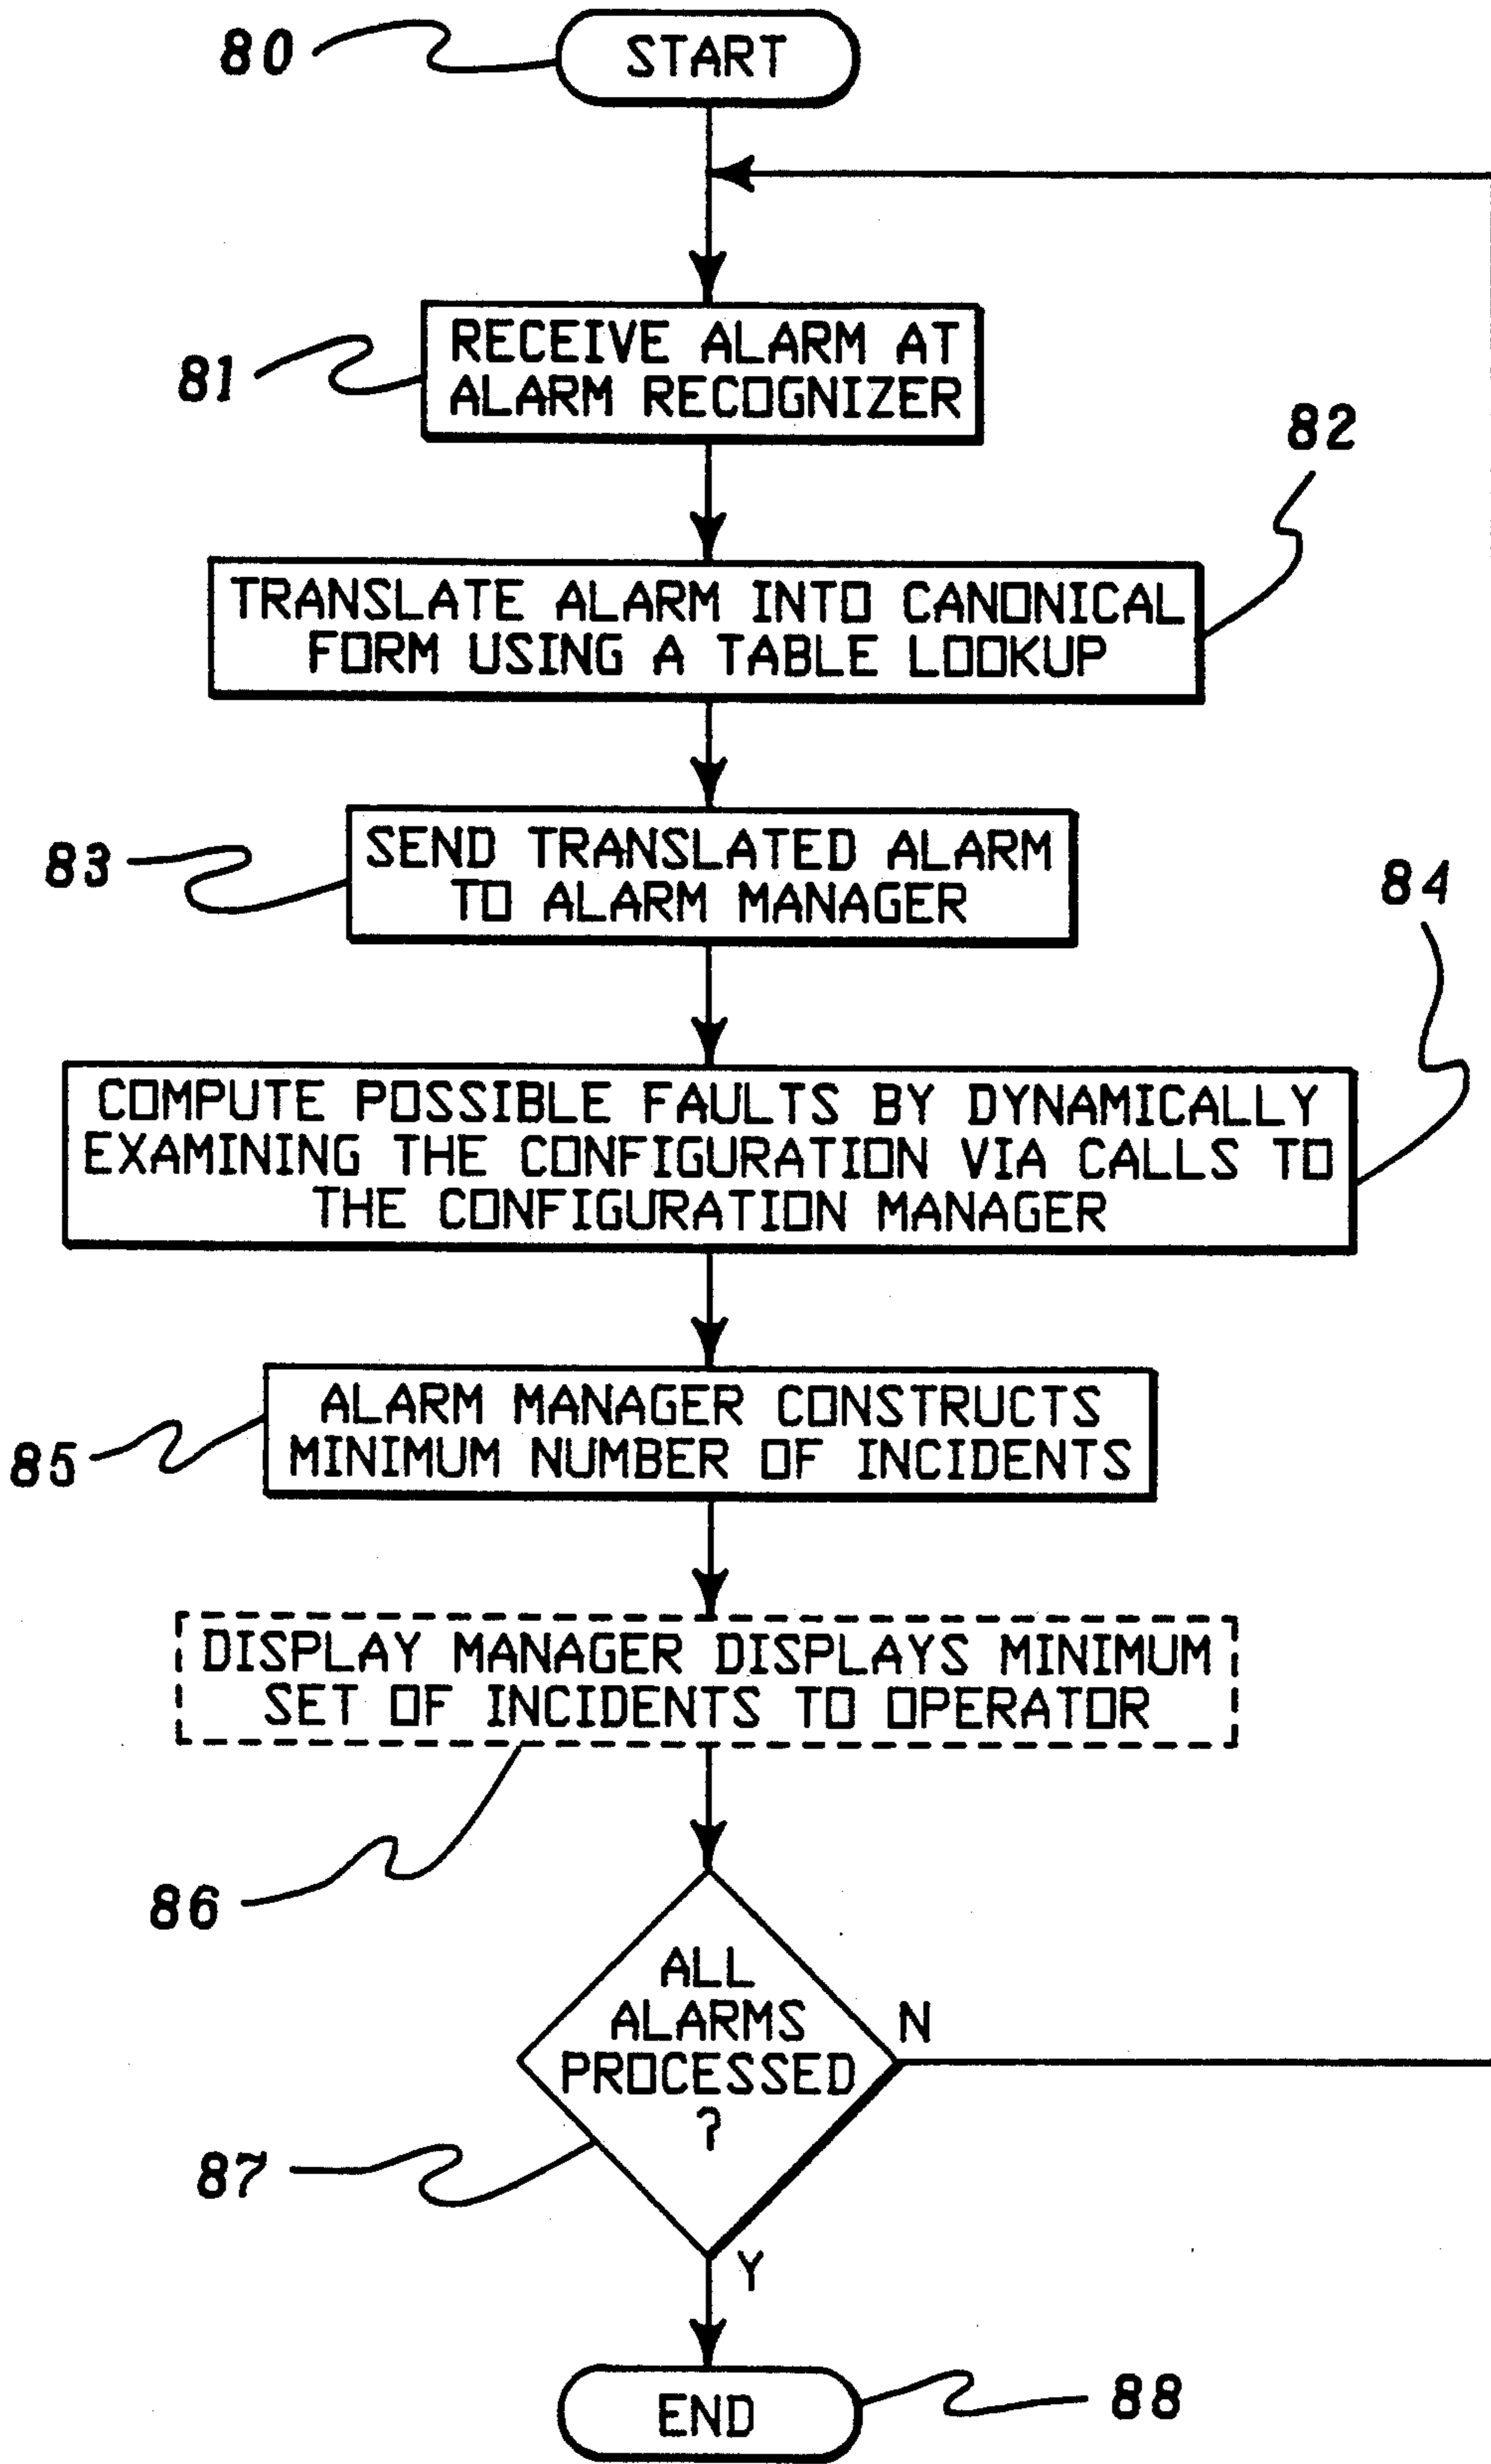 80
START
81
RECEIVE ALARM AT
ALARM RECOGNIZER
82
TRANSLATE ALARM INTO CANONICAL
FORM USING A TABLE LOOKUP
83
SEND TRANSLATED ALARM
TO ALARM MANAGER
84
COMPUTE POSSIBLE FAULTS BY DYNAMICALLY
EXAMINING THE CONFIGURATION VIA CALLS TO
THE CONFIGURATION MANAGER
85
ALARM MANAGER CONSTRUCTS
MINIMUM NUMBER OF INCIDENTS
DISPLAY MANAGER DISPLAYS MINIMUM
SET OF INCIDENTS TO OPERATOR
86
ALL
ALARMS
PROCESSED
?
N
87
Y
END
88